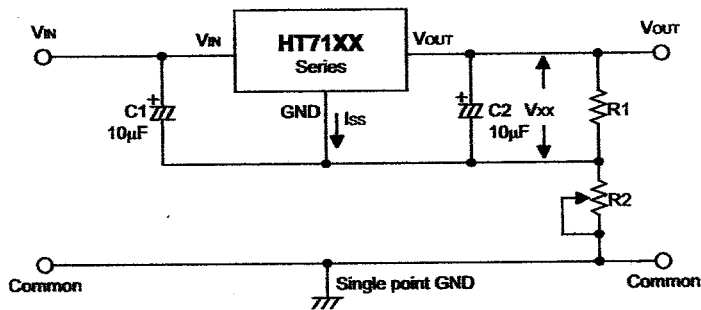 VIN
VIN
HT71XX
Series
VOUT
VOUT
C1
10µF
+
GND
ISS
+
C2
10µF
VXX
R1
R2
Common
Single point GND
Common